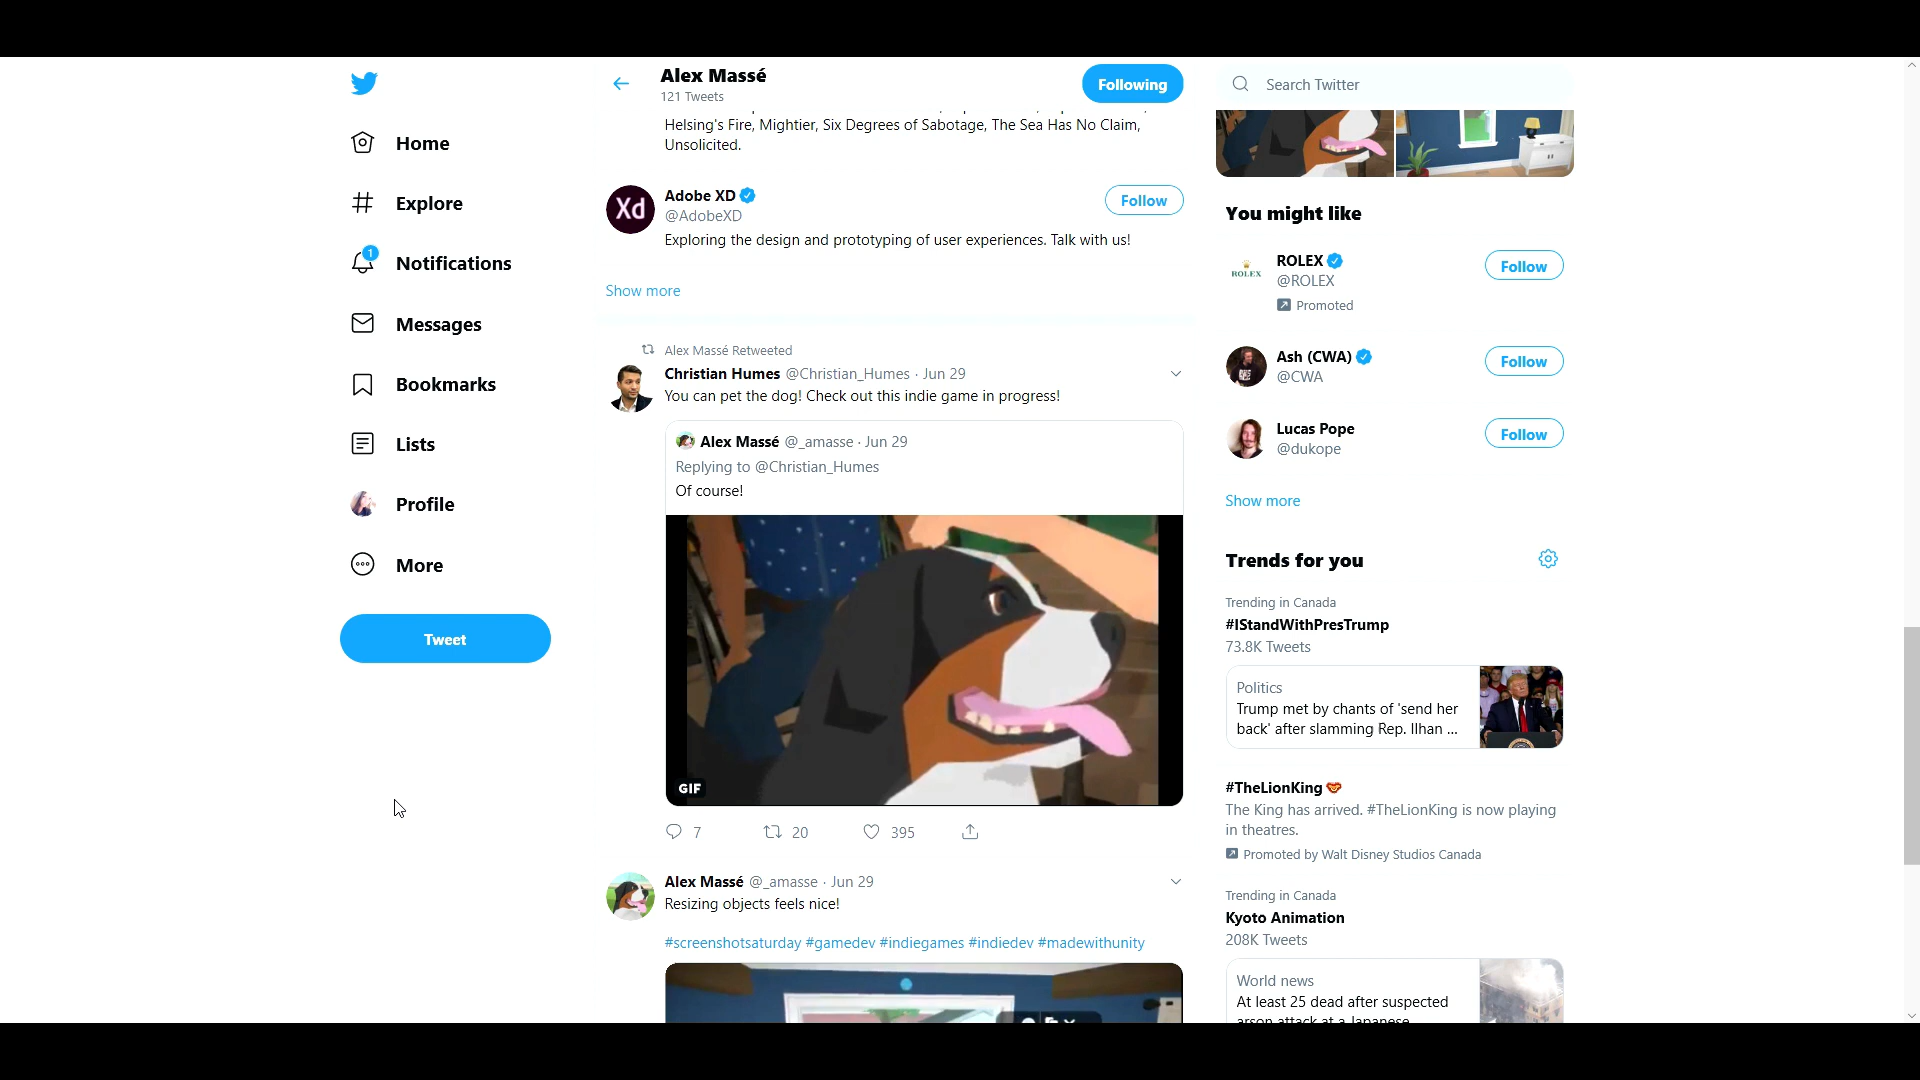 Home
Explore
1
Notifications
Messages
Bookmarks
Lists
Profile
More
Tweet
Alex Massé
121 Tweets
Following
Helsing's Fire, Mightier, Six Degrees of Sabotage, The Sea Has No Claim,
Unsolicited.
Xd
Adobe XD
@AdobeXD
Follow
Exploring the design and prototyping of user experiences. Talk with us!
Show more
Alex Massé Retweeted
Christian Humes @Christian_Humes · Jun 29
You can pet the dog! Check out this indie game in progress!
Alex Massé @_amasse · Jun 29
Replying to @Christian_Humes
Of course!
GIF
7 20 395
Alex Massé @_amasse · Jun 29
Resizing objects feels nice!
#screenshotsaturday #gamedev #indiegames #indiedev #madewithunity
Search Twitter
You might like
ROLEX
ROLEX
@ROLEX
Promoted
Follow
Ash (CWA)
@CWA
Follow
Lucas Pope
@dukope
Follow
Show more
Trends for you
Trending in Canada
#IStandWithPresTrump
73.8K Tweets
Politics
Trump met by chants of 'send her
back' after slamming Rep. Ilhan ...
#TheLionKing
The King has arrived. #TheLionKing is now playing
in theatres.
Promoted by Walt Disney Studios Canada
Trending in Canada
Kyoto Animation
208K Tweets
World news
At least 25 dead after suspected
arson attack at a Japanese